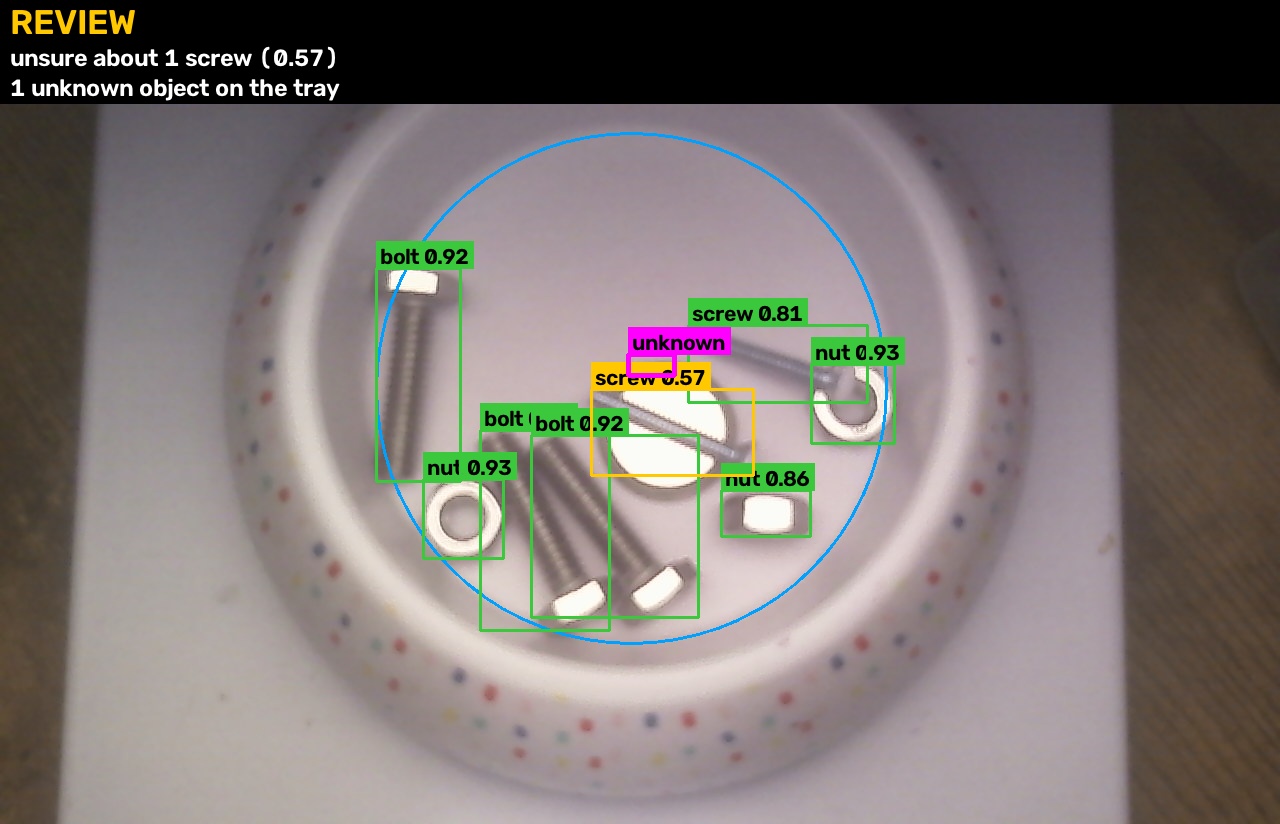 REVIEW
unsure about 1 screw (0.57)
1 unknown object on the tray
bolt 0.92
screw 0.81
unknown
nut 0.93
screw 0.57
bolt
bolt 0.92
nut 0.93
nut 0.86